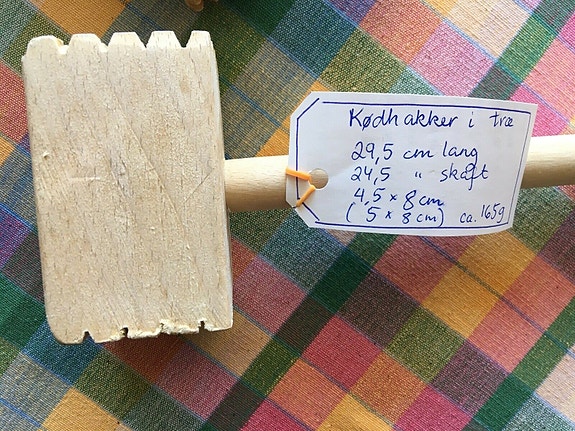 Kødhakker i træ
29,5 cm lang
24,5 " skaft
4,5 x 8 cm
( 5 x 8 cm) ca. 165g